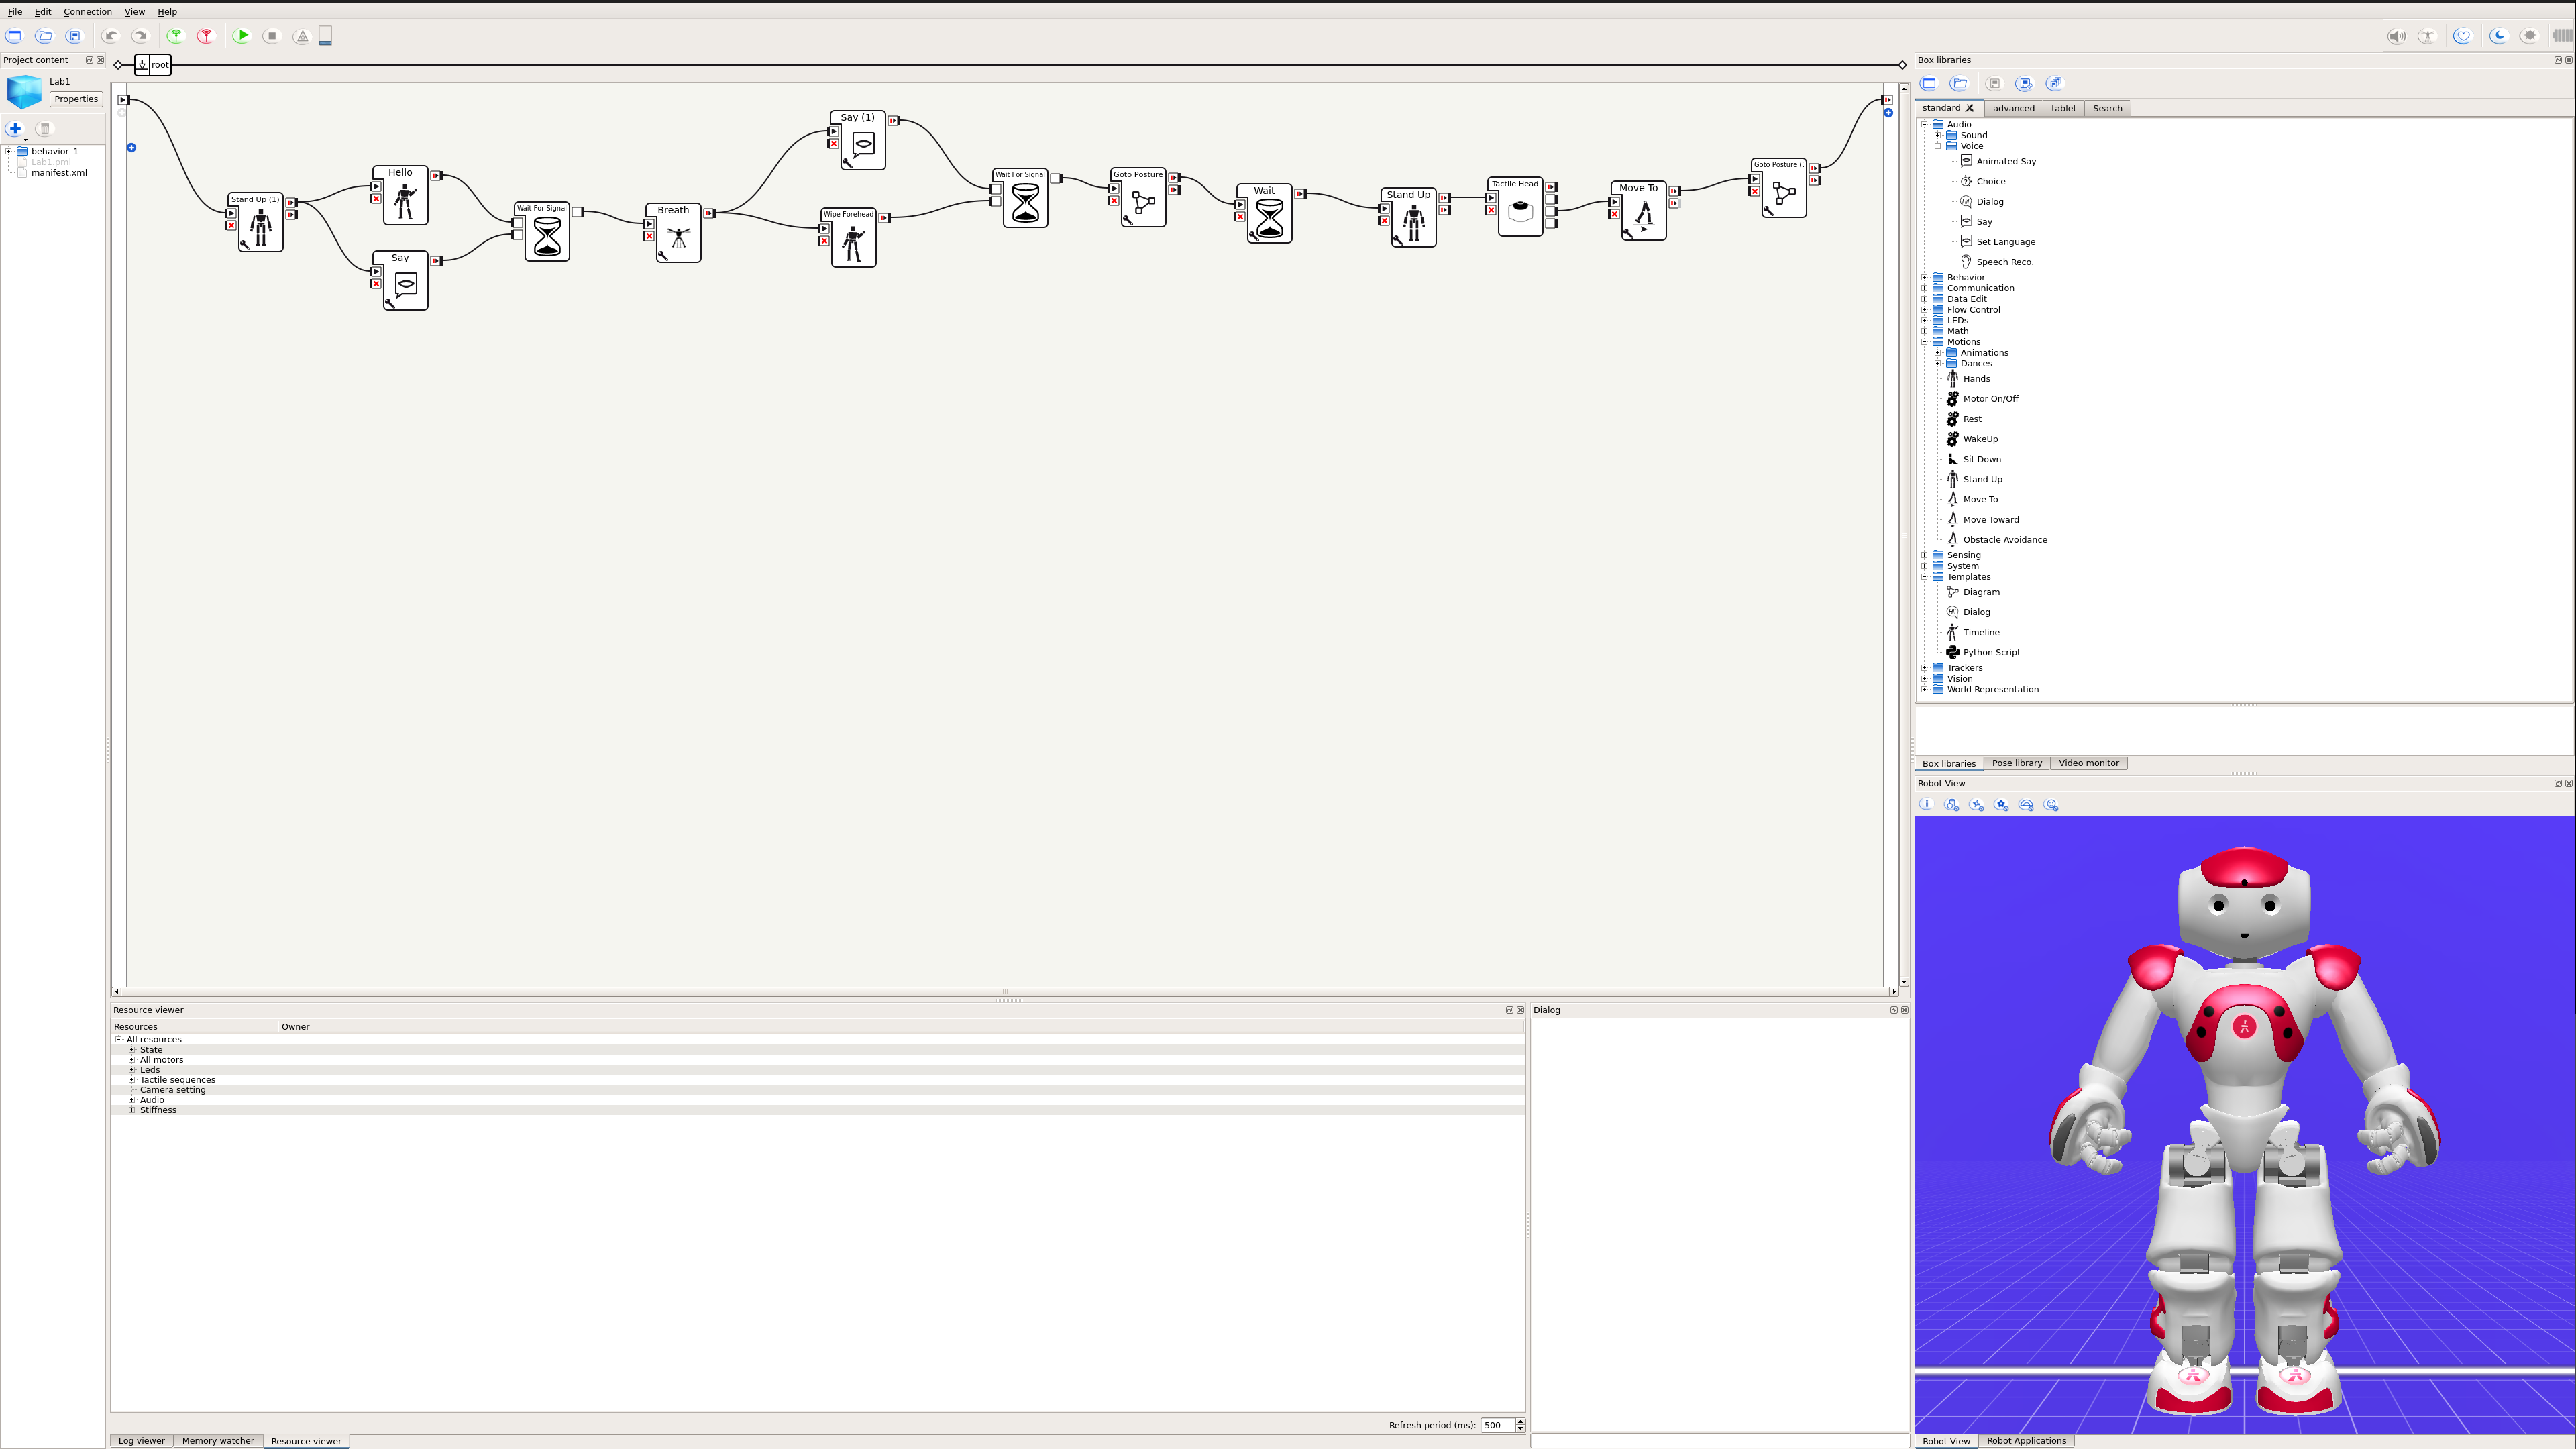 File Edit Connection View Help
Project content
Lab1
Properties
behavior_1
Lab1.pml
manifest.xml
root
Stand Up (1)
Hello
Say
Wait For Signal
Breath
Say (1)
Wipe Forehead
Wait For Signal
Goto Posture
Wait
Stand Up
Tactile Head
Move To
Goto Posture (
Box libraries
standard advanced tablet Search
Audio
Sound
Voice
Animated Say
Choice
Dialog
Say
Set Language
Speech Reco.
Behavior
Communication
Data Edit
Flow Control
LEDs
Math
Motions
Animations
Dances
Hands
Motor On/Off
Rest
WakeUp
Sit Down
Stand Up
Move To
Move Toward
Obstacle Avoidance
Sensing
System
Templates
Diagram
Dialog
Timeline
Python Script
Trackers
Vision
World Representation
Box libraries Pose library Video monitor
Robot View
Resource viewer
Resources Owner
All resources
State
All motors
Leds
Tactile sequences
Camera setting
Audio
Stiffness
Refresh period (ms): 500
Log viewer Memory watcher Resource viewer
Dialog
Robot View Robot Applications